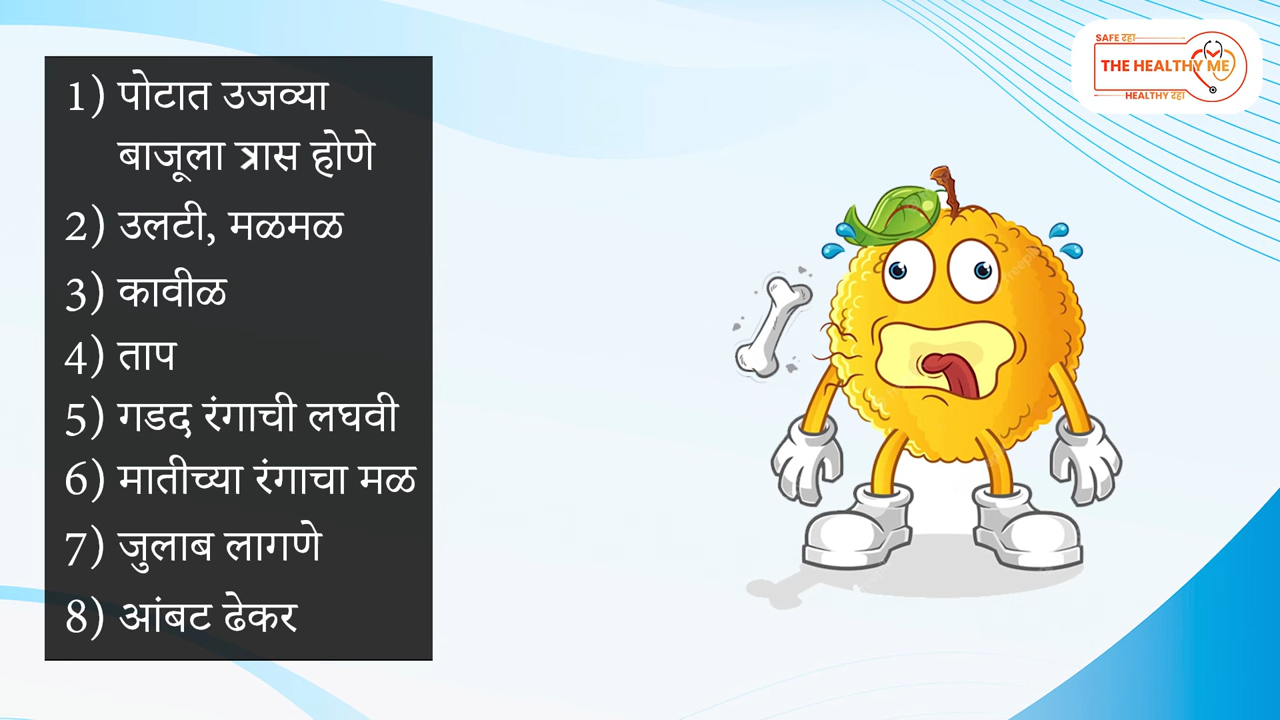 1) पोटात उजव्या
बाजूला त्रास होणे
2) उलटी, मळमळ
3) कावीळ
4) ताप
5) गडद रंगाची लघवी
6) मातीच्या रंगाचा मळ
7) जुलाब लागणे
8) आंबट ढेकर
SAFE रहा
THE HEALTHY ME
HEALTHY रहा